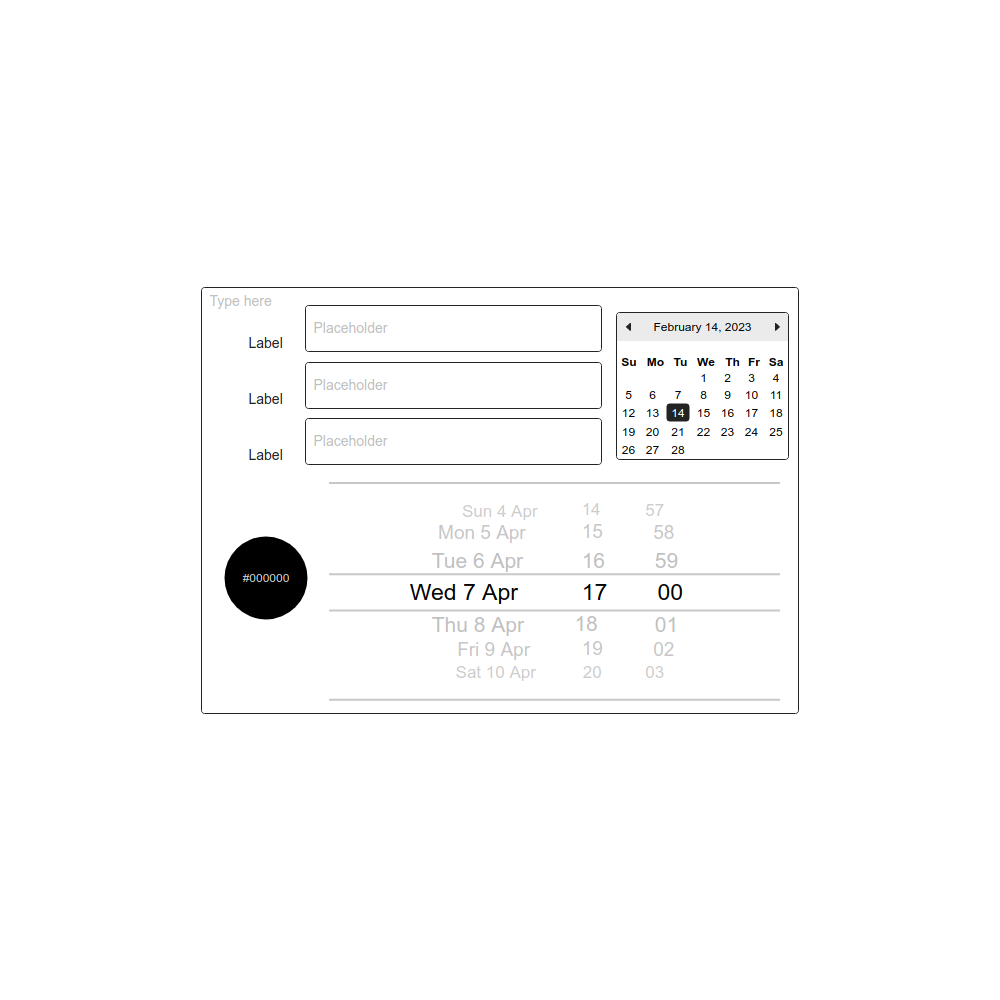 Type here
Label
Placeholder
Label
Placeholder
Label
Placeholder
February 14, 2023
Su Mo Tu We Th Fr Sa
1 2 3 4
5 6 7 8 9 10 11
12 13 14 15 16 17 18
19 20 21 22 23 24 25
26 27 28
#000000
Sun 4 Apr 14 57
Mon 5 Apr 15 58
Tue 6 Apr 16 59
Wed 7 Apr 17 00
Thu 8 Apr 18 01
Fri 9 Apr 19 02
Sat 10 Apr 20 03